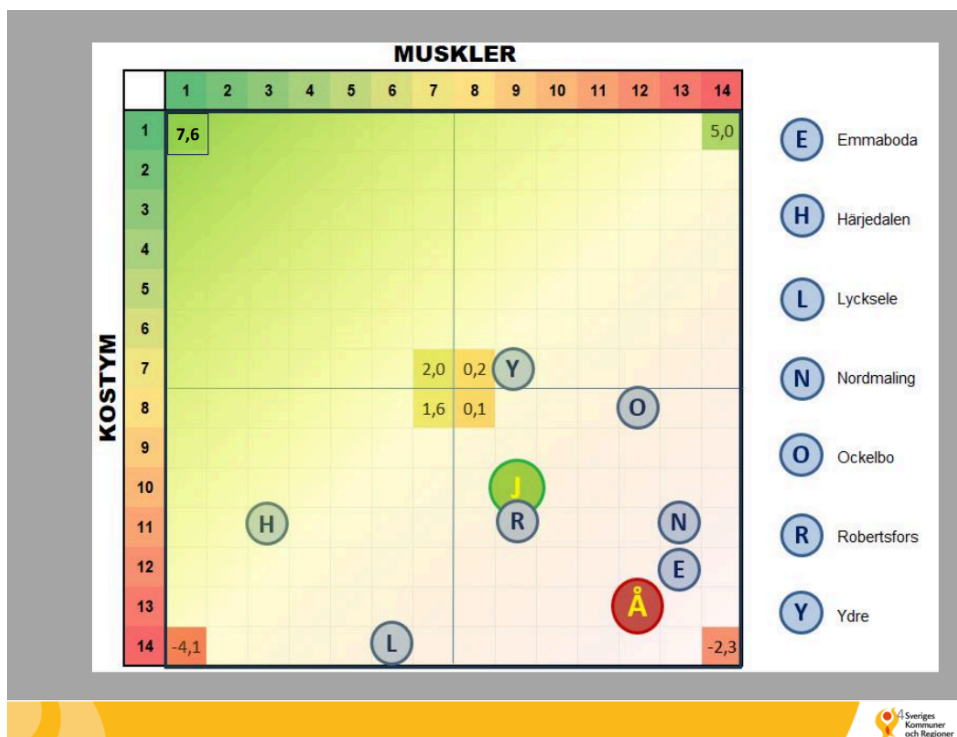 MUSKLER
1 2 3 4 5 6 7 8 9 10 11 12 13 14
KOSTYM
1 7,6 5,0
2
3
4
5
6
7 2,0 0,2 Y
8 1,6 0,1 O
9
10 J
11 H R N
12 E
13 Å
14 -4,1 L -2,3
E Emmaboda
H Härjedalen
L Lycksele
N Nordmaling
O Ockelbo
R Robertsfors
Y Ydre
4
Sveriges
Kommuner
och Regioner